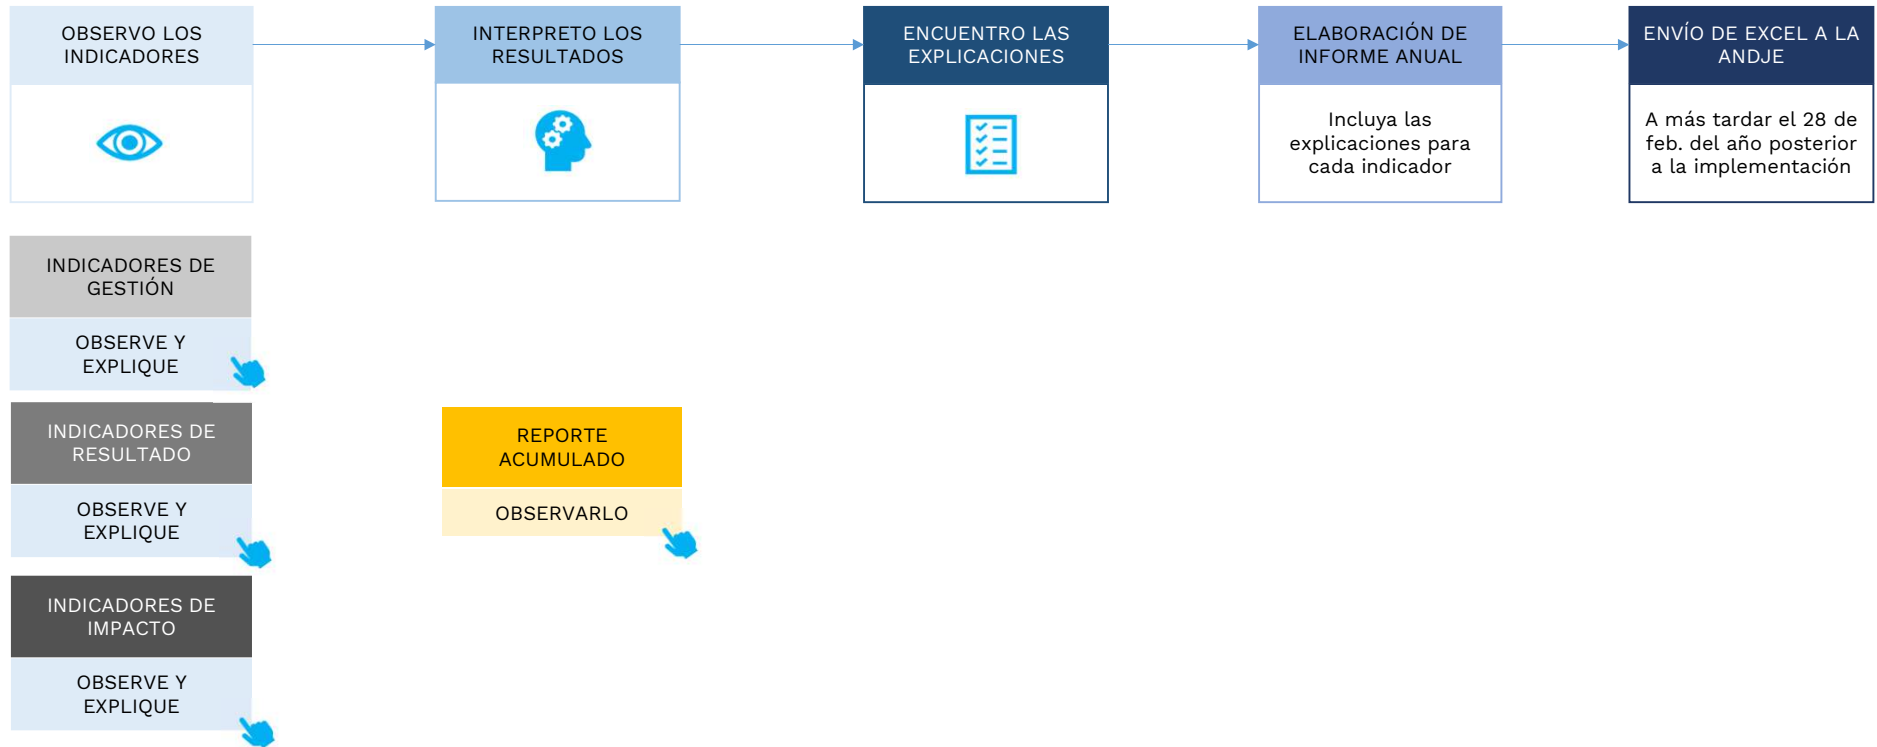 OBSERVO LOS
INDICADORES
INTERPRETO LOS
RESULTADOS
ENCUENTRO LAS
EXPLICACIONES
ELABORACIÓN DE
INFORME ANUAL
Incluya las
explicaciones para
cada indicador
ENVÍO DE EXCEL A LA
ANDJE
A más tardar el 28 de
feb. del año posterior
a la implementación
INDICADORES DE
GESTIÓN
OBSERVE Y
EXPLIQUE
INDICADORES DE
RESULTADO
OBSERVE Y
EXPLIQUE
REPORTE
ACUMULADO
OBSERVARLO
INDICADORES DE
IMPACTO
OBSERVE Y
EXPLIQUE